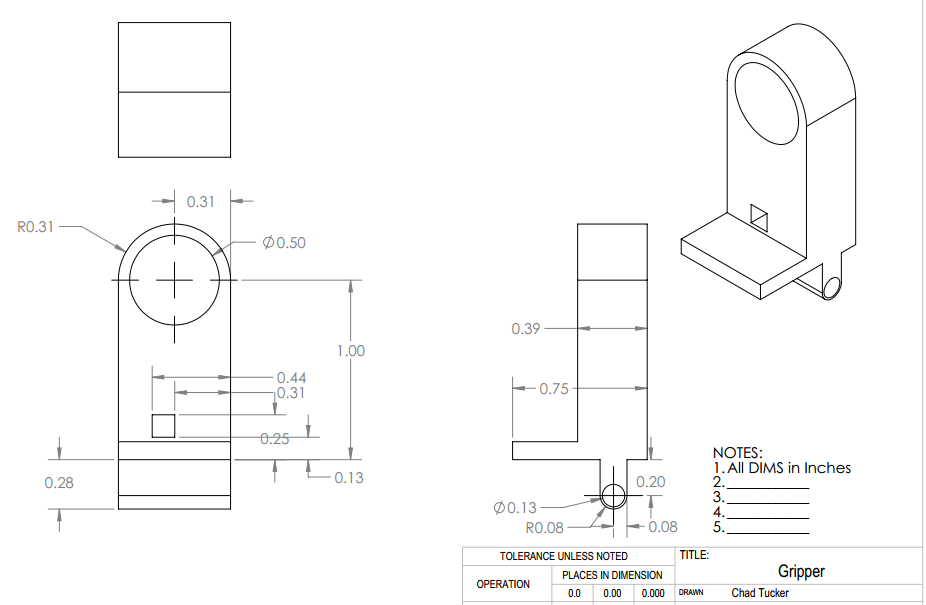 0.31
R0.31
Ø0.50
1.00
0.44
0.31
0.25
0.13
0.28
0.39
0.75
0.20
Ø0.13
R0.08
0.08
NOTES:
1. All DIMS in Inches
2.
3.
4.
5.
TOLERANCE UNLESS NOTED
OPERATION
PLACES IN DIMENSION
0.0 0.00 0.000
TITLE:
Gripper
DRAWN Chad Tucker